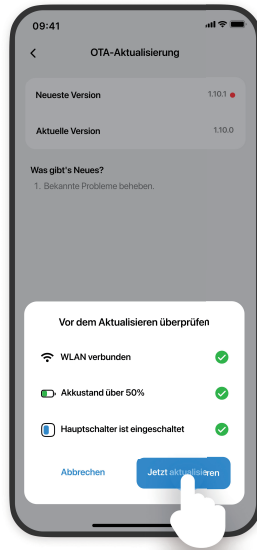 09:41
OTA-Aktualisierung
Neueste Version 1.10.1
Aktuelle Version 1.10.0
Was gibt's Neues?
1. Bekannte Probleme beheben.
Vor dem Aktualisieren überprüfen
WLAN verbunden
Akkustand über 50%
Hauptschalter ist eingeschaltet
Abbrechen Jetzt aktualisieren